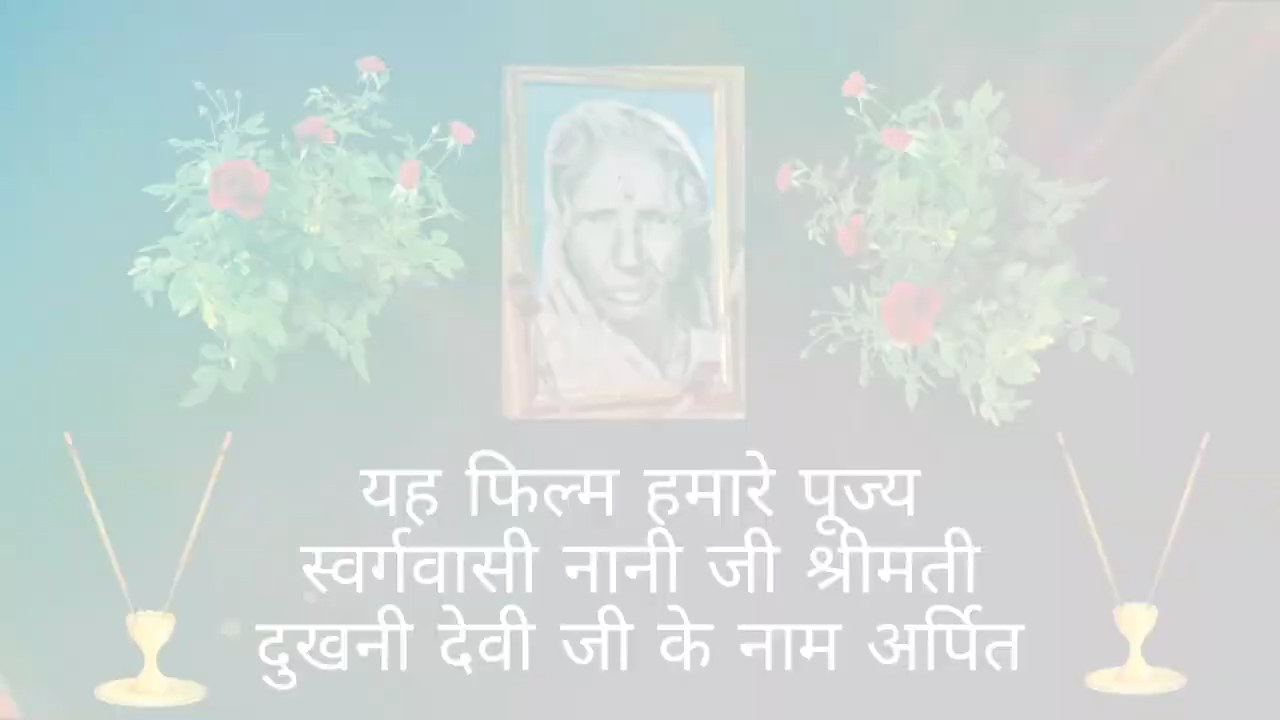 यह फिल्म हमारे पूज्य
स्वर्गवासी नानी जी श्रीमती
दुखनी देवी जी के नाम अर्पित